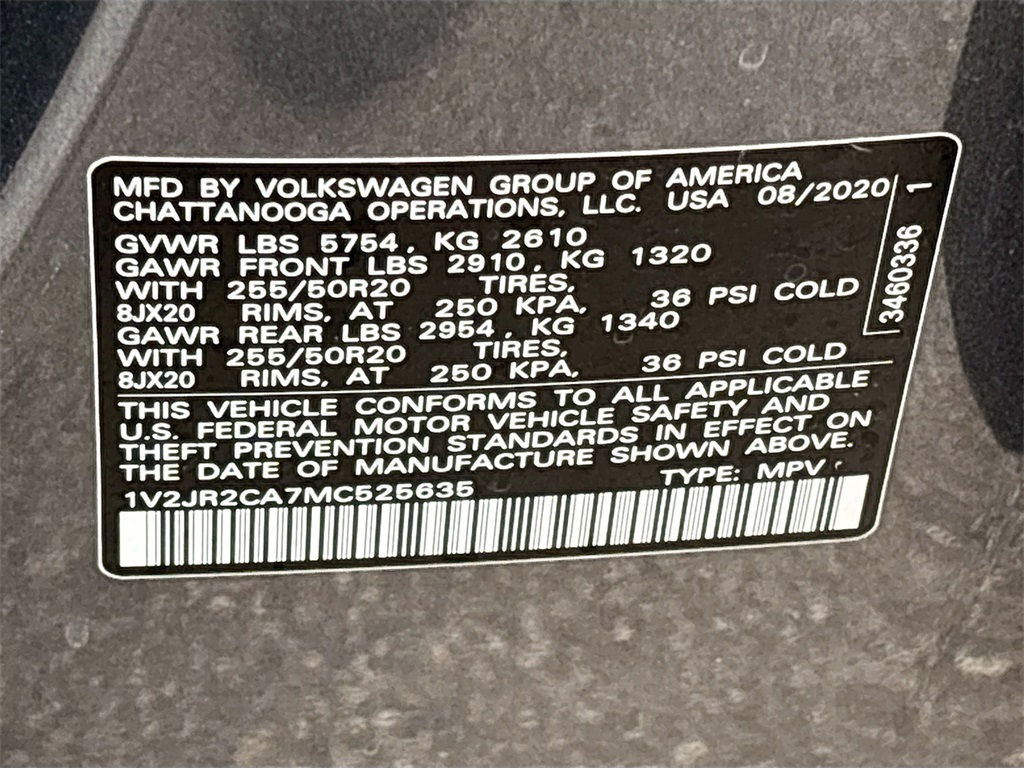 MFD BY VOLKSWAGEN GROUP OF AMERICA
CHATTANOOGA OPERATIONS, LLC. USA 08/2020
GVWR LBS 5754, KG 2610
GAWR FRONT LBS 2910, KG 1320
WITH 255/50R20 TIRES,
8JX20 RIMS, AT 250 KPA, 36 PSI COLD
GAWR REAR LBS 2954, KG 1340
WITH 255/50R20 TIRES,
8JX20 RIMS, AT 250 KPA, 36 PSI COLD
THIS VEHICLE CONFORMS TO ALL APPLICABLE
U.S. FEDERAL MOTOR VEHICLE SAFETY AND
THEFT PREVENTION STANDARDS IN EFFECT ON
THE DATE OF MANUFACTURE SHOWN ABOVE.
1V2JR2CA7MC525635 TYPE: MPV
3460336 1